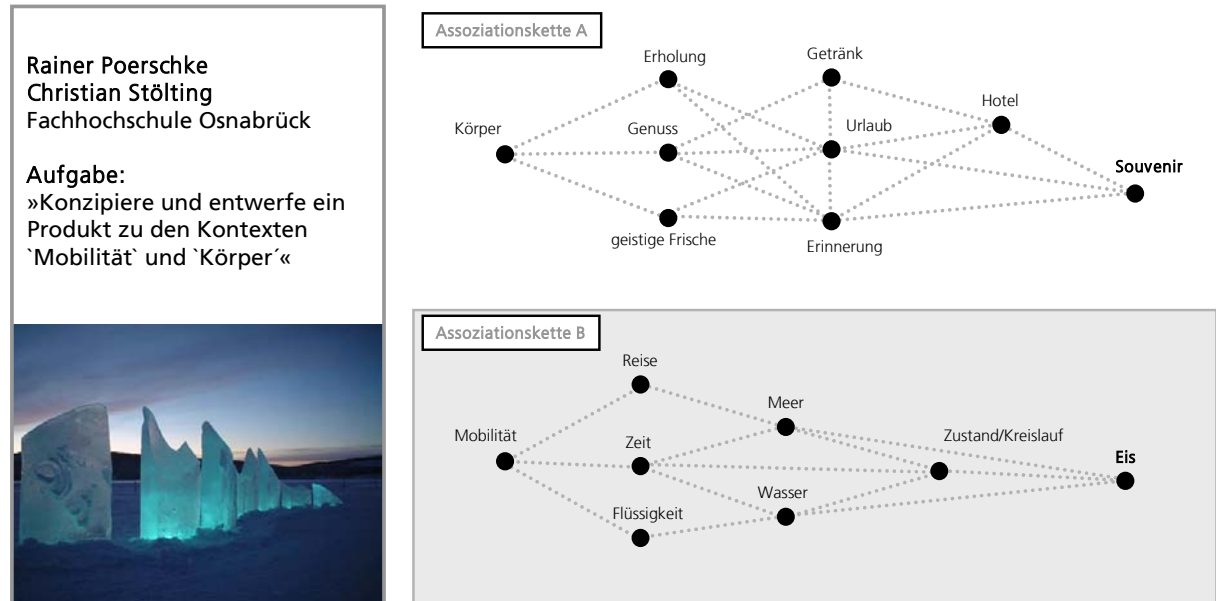 Rainer Poerschke
Christian Stölting
Fachhochschule Osnabrück
Aufgabe:
»Konzipiere und entwerfe ein
Produkt zu den Kontexten
`Mobilität` und `Körper´«
Assoziationskette A
Körper
Erholung
Genuss
geistige Frische
Getränk
Urlaub
Erinnerung
Hotel
Souvenir
Assoziationskette B
Mobilität
Reise
Zeit
Flüssigkeit
Meer
Wasser
Zustand/Kreislauf
Eis